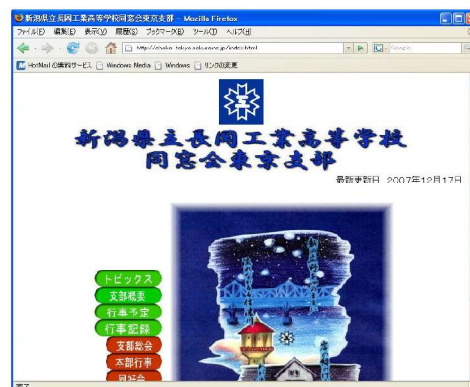 新潟県立長岡工業高等学校同窓会東京支部 - Mozilla Firefox
ファイル(F) 編集(E) 表示(V) 履歴(S) ブックマーク(B) ツール(T) ヘルプ(H)
HotMail の無料サービス Windows Media Windows リンクの変更
新潟県立長岡工業高等学校
同窓会東京支部
最新更新日 2007年12月17日
トピックス
支部概要
行事予定
行事記録
支部総会
本部行事
同好会
完了